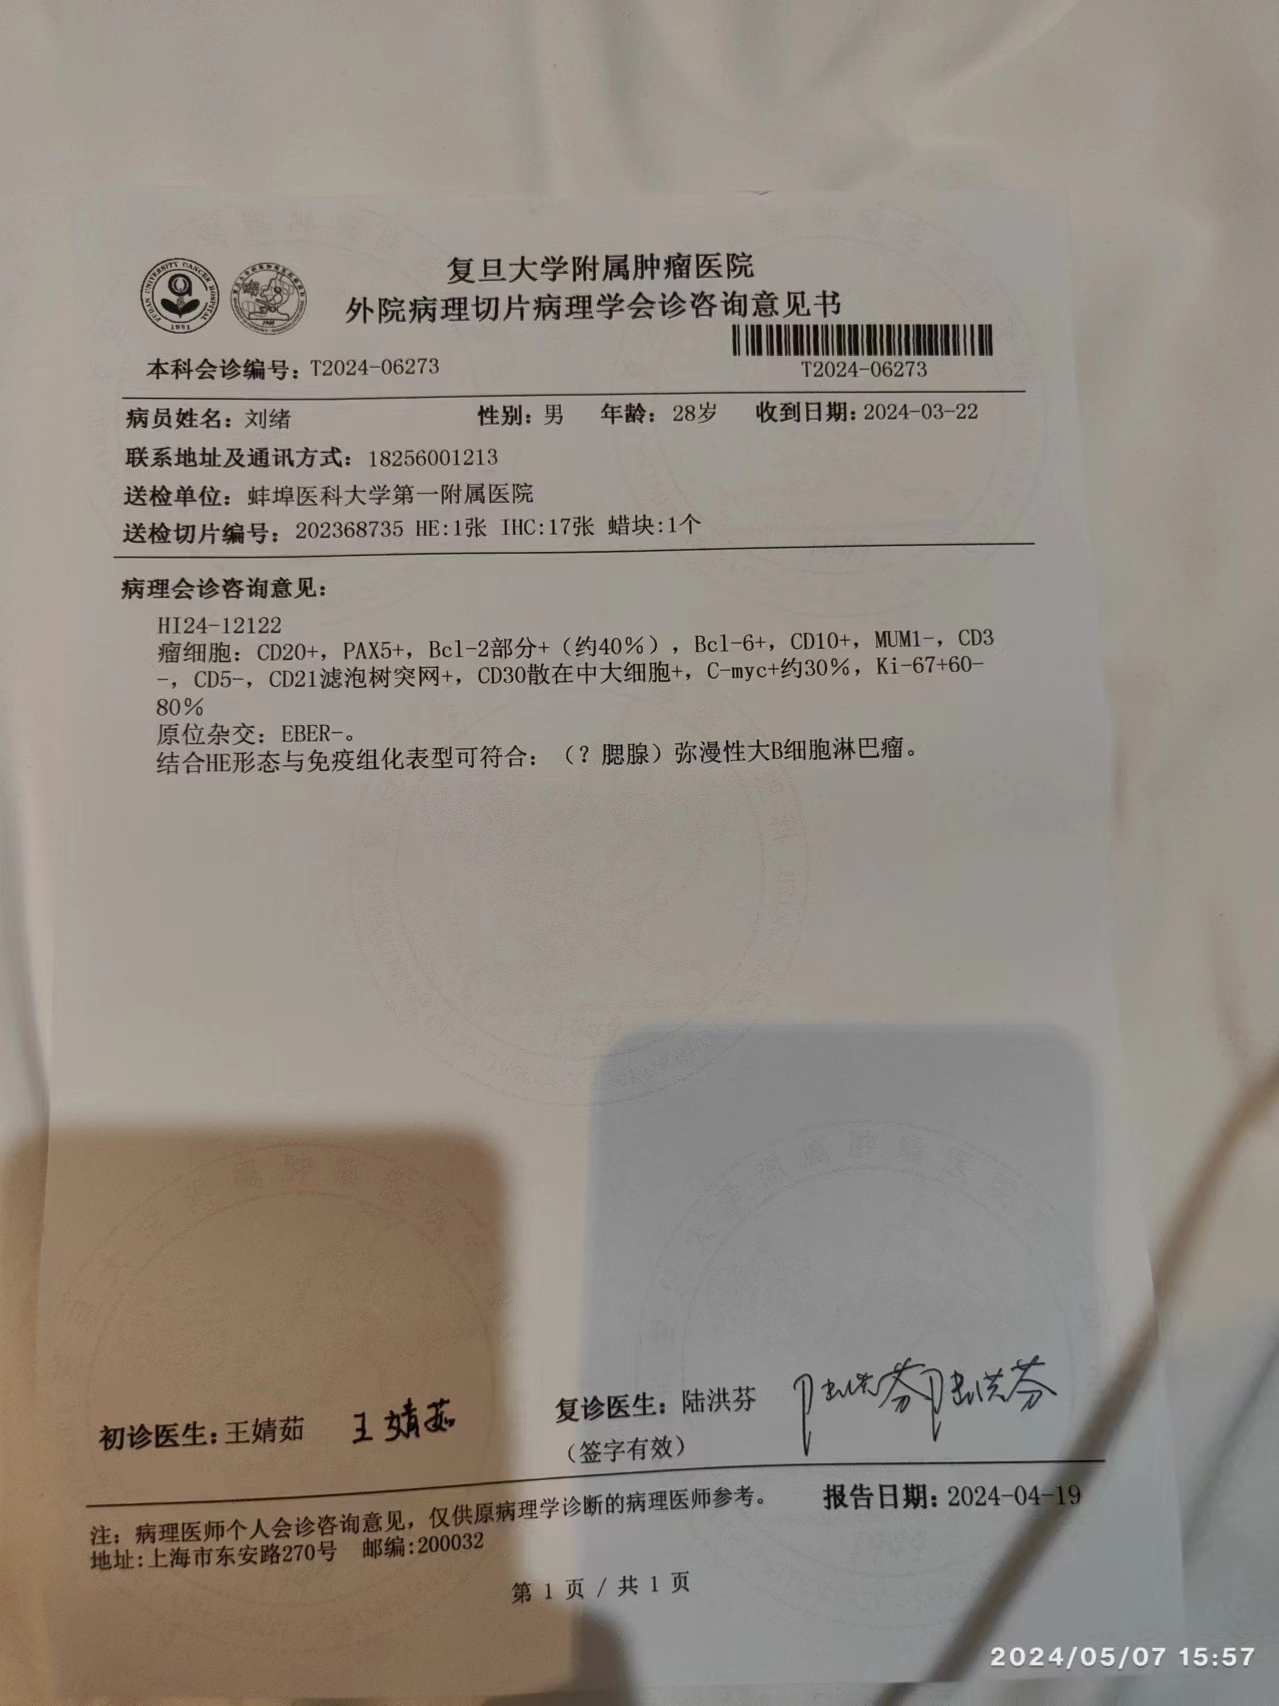 复旦大学附属肿瘤医院
外院病理切片病理学会诊咨询意见书
FUDAN UNIVERSITY CANCER HOSPITAL
1931
本科会诊编号：T2024-06273
T2024-06273
病员姓名：刘绪 性别：男 年龄：28岁 收到日期：2024-03-22
联系地址及通讯方式：18256001213
送检单位：蚌埠医科大学第一附属医院
送检切片编号：202368735 HE:1张 IHC:17张 蜡块:1个
病理会诊咨询意见：
HI24-12122
瘤细胞：CD20+，PAX5+，Bcl-2部分+（约40%），Bcl-6+，CD10+，MUM1-，CD3
-，CD5-，CD21滤泡树突网+，CD30散在中大细胞+，C-myc+约30%，Ki-67+60-
80%
原位杂交：EBER-。
结合HE形态与免疫组化表型可符合：（？腮腺）弥漫性大B细胞淋巴瘤。
初诊医生：王婧茹 王婧茹
复诊医生：陆洪芬 陆洪芬 陆洪芬
（签字有效）
注：病理医师个人会诊咨询意见，仅供原病理学诊断的病理医师参考。 报告日期：2024-04-19
地址:上海市东安路270号 邮编:200032
第 1 页 / 共 1 页
2024/05/07 15:57